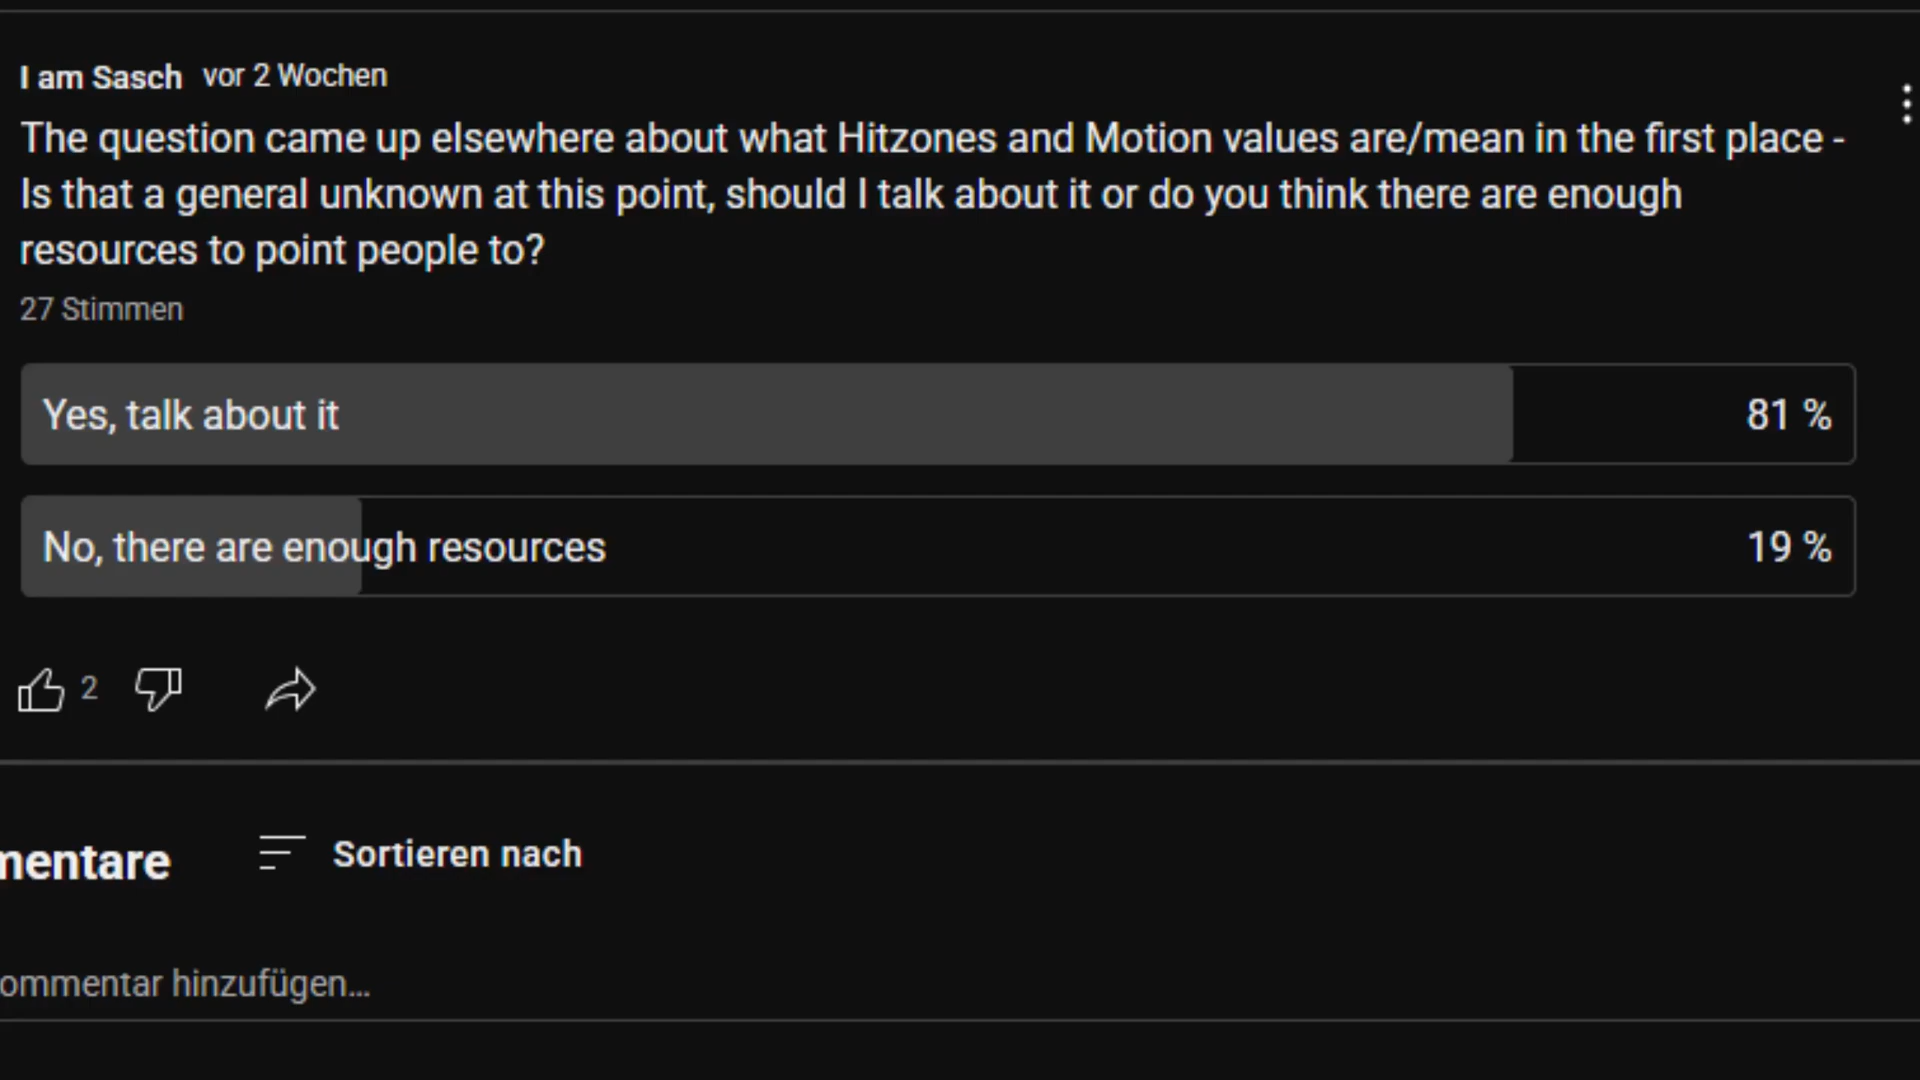 I am Sasch vor 2 Wochen
The question came up elsewhere about what Hitzones and Motion values are/mean in the first place -
Is that a general unknown at this point, should I talk about it or do you think there are enough
resources to point people to?
27 Stimmen
Yes, talk about it 81 %
No, there are enough resources 19 %
2
mentare Sortieren nach
ommentar hinzufügen...